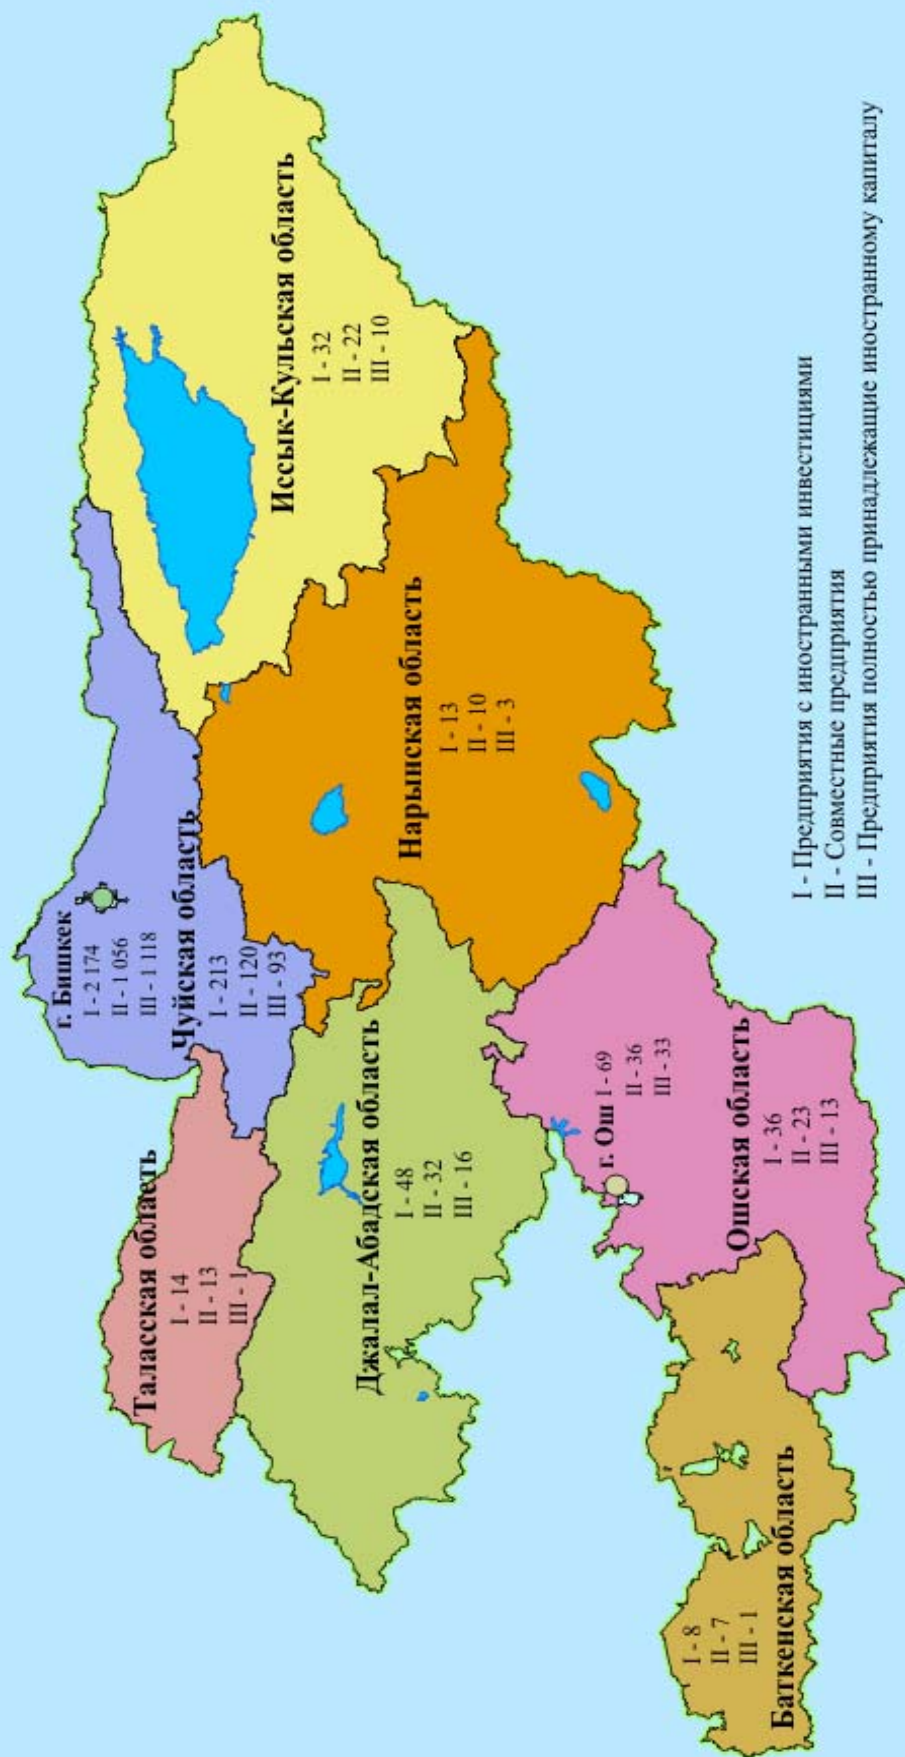 г. Бишкек
I - 2 174
II - 1 056
III - 1 118
Чуйская область
I - 213
II - 120
III - 93
Таласская облаеть
I - 14
II - 13
III - 1
Иссык-Кульская область
I - 32
II - 22
III - 10
Джалал-Абадская область
I - 48
II - 32
III - 16
Нарынская область
I - 13
II - 10
III - 3
г. Ош I - 69
II - 36
III - 33
Ошская область
I - 36
II - 23
III - 13
I - 8
II - 7
III - 1
Баткенская область
I - Предприятия с иностранными инвестициями
II - Совместные предприятия
III - Предприятия полностью принадлежащие иностранному капиталу